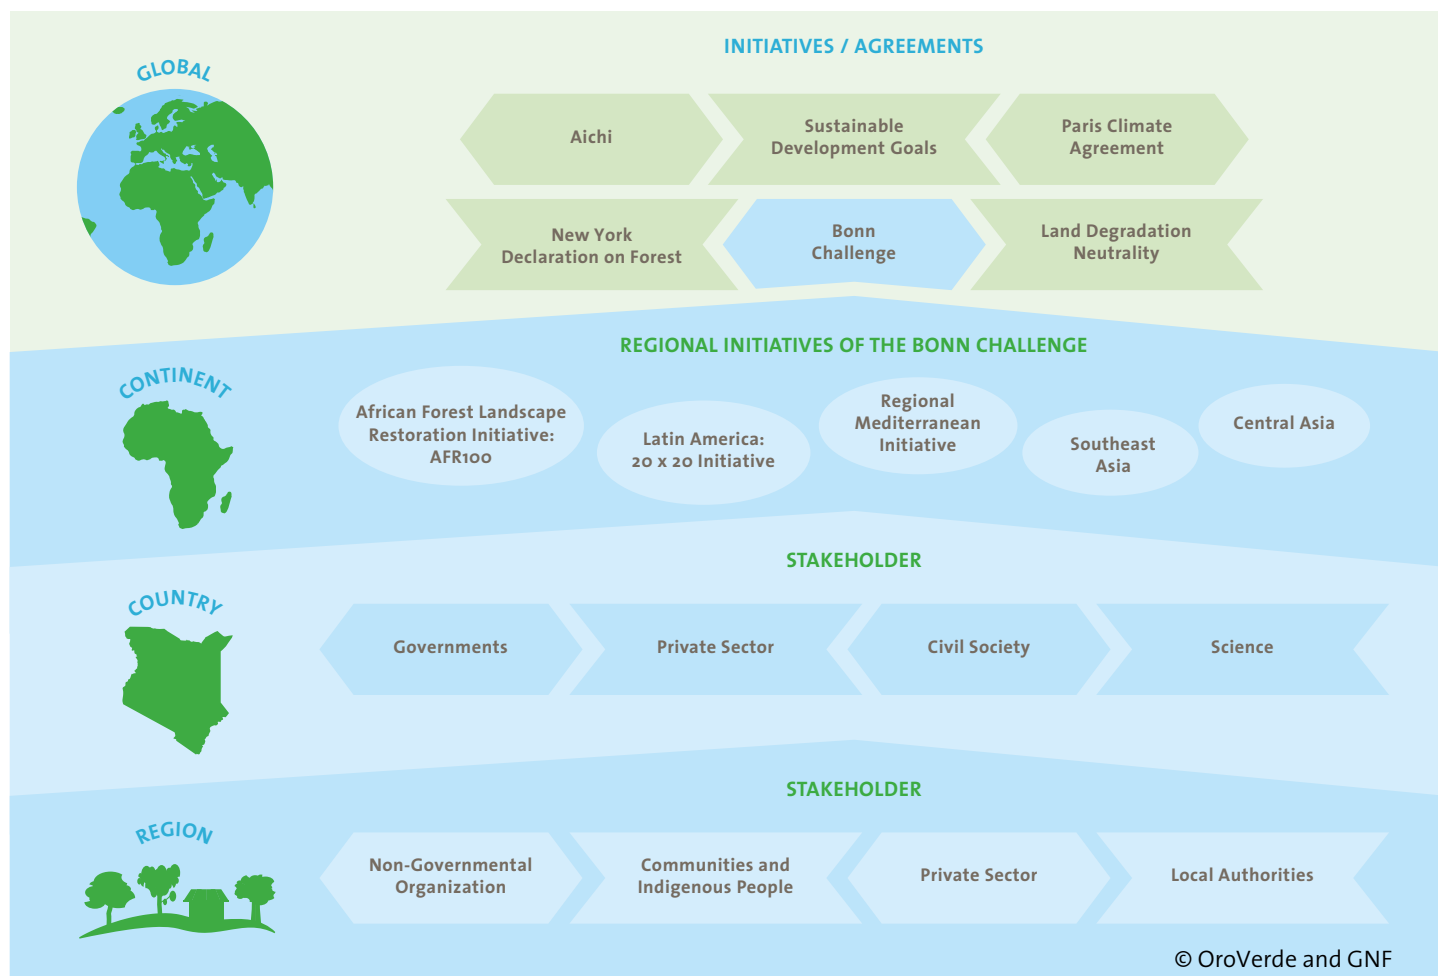 INITIATIVES / AGREEMENTS
GLOBAL
Aichi
Sustainable
Development Goals
Paris Climate
Agreement
New York
Declaration on Forest
Bonn
Challenge
Land Degradation
Neutrality
REGIONAL INITIATIVES OF THE BONN CHALLENGE
CONTINENT
African Forest Landscape
Restoration Initiative:
AFR100
Latin America:
20 x 20 Initiative
Regional
Mediterranean
Initiative
Southeast
Asia
Central Asia
STAKEHOLDER
COUNTRY
Governments
Private Sector
Civil Society
Science
STAKEHOLDER
REGION
Non-Governmental
Organization
Communities and
Indigenous People
Private Sector
Local Authorities
© OroVerde and GNF